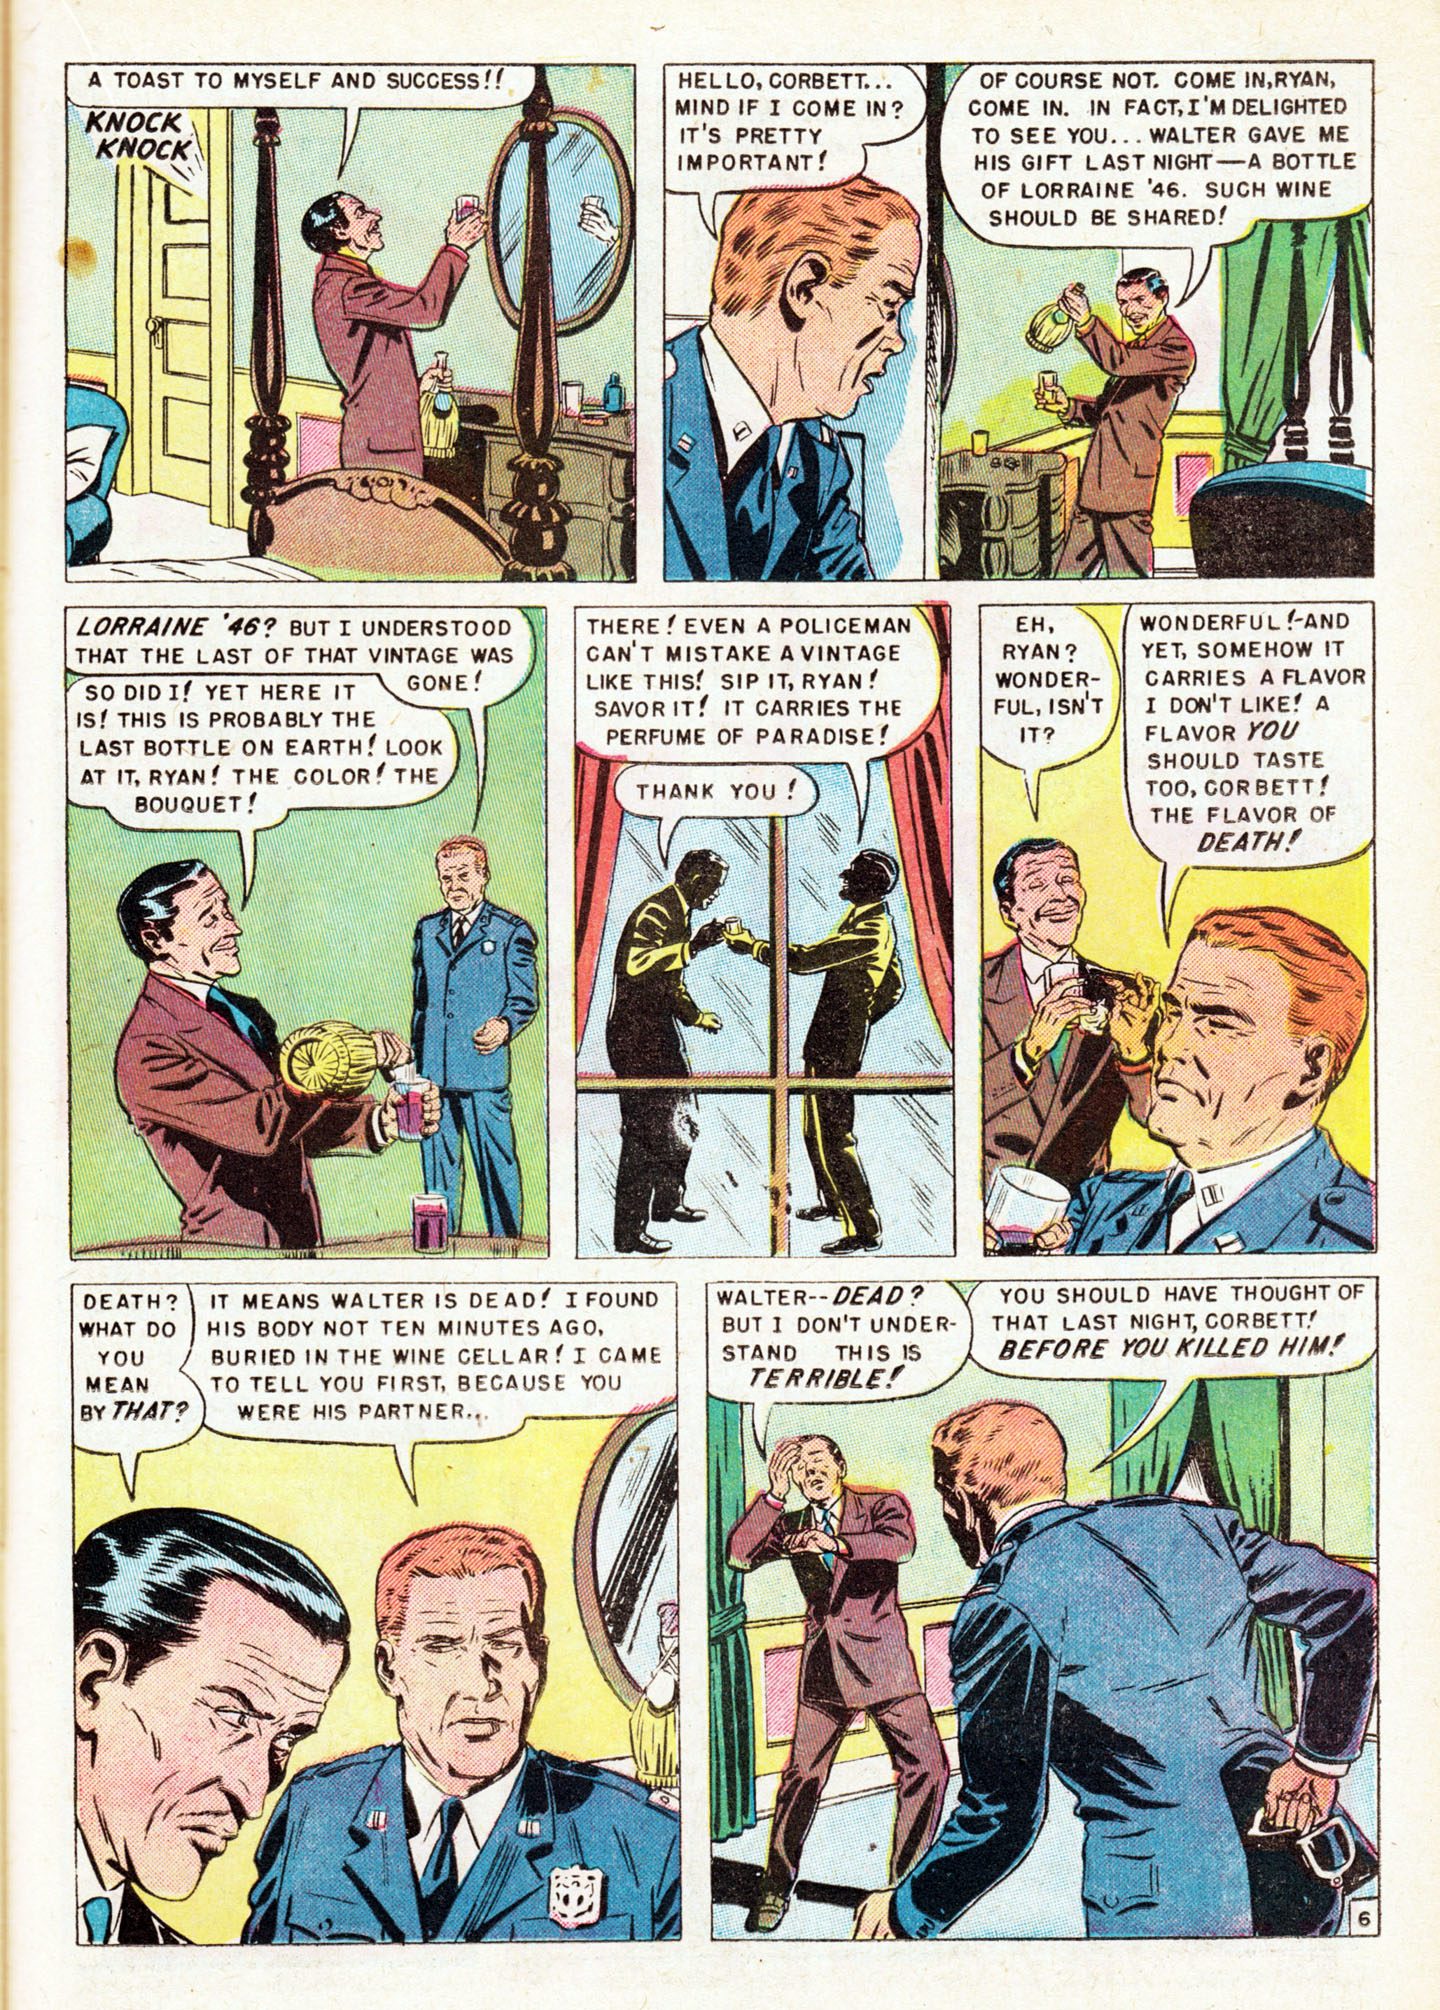 A TOAST TO MYSELF AND SUCCESS!!
KNOCK
KNOCK
HELLO, CORBETT...
MIND IF I COME IN?
IT'S PRETTY
IMPORTANT!
OF COURSE NOT. COME IN, RYAN,
COME IN. IN FACT, I'M DELIGHTED
TO SEE YOU... WALTER GAVE ME
HIS GIFT LAST NIGHT—A BOTTLE
OF LORRAINE '46. SUCH WINE
SHOULD BE SHARED!
LORRAINE '46? BUT I UNDERSTOOD
THAT THE LAST OF THAT VINTAGE WAS
GONE!
SO DID I! YET HERE IT
IS! THIS IS PROBABLY THE
LAST BOTTLE ON EARTH! LOOK
AT IT, RYAN! THE COLOR! THE
BOUQUET!
THERE! EVEN A POLICEMAN
CAN'T MISTAKE A VINTAGE
LIKE THIS! SIP IT, RYAN!
SAVOR IT! IT CARRIES THE
PERFUME OF PARADISE!
THANK YOU!
EH,
RYAN?
WONDER-
FUL, ISN'T
IT?
WONDERFUL!-AND
YET, SOMEHOW IT
CARRIES A FLAVOR
I DON'T LIKE! A
FLAVOR YOU
SHOULD TASTE
TOO, CORBETT!
THE FLAVOR OF
DEATH!
DEATH?
WHAT DO
YOU
MEAN
BY THAT?
IT MEANS WALTER IS DEAD! I FOUND
HIS BODY NOT TEN MINUTES AGO,
BURIED IN THE WINE CELLAR! I CAME
TO TELL YOU FIRST, BECAUSE YOU
WERE HIS PARTNER...
WALTER--DEAD?
BUT I DON'T UNDER-
STAND THIS IS
TERRIBLE!
YOU SHOULD HAVE THOUGHT OF
THAT LAST NIGHT, CORBETT!
BEFORE YOU KILLED HIM!
6